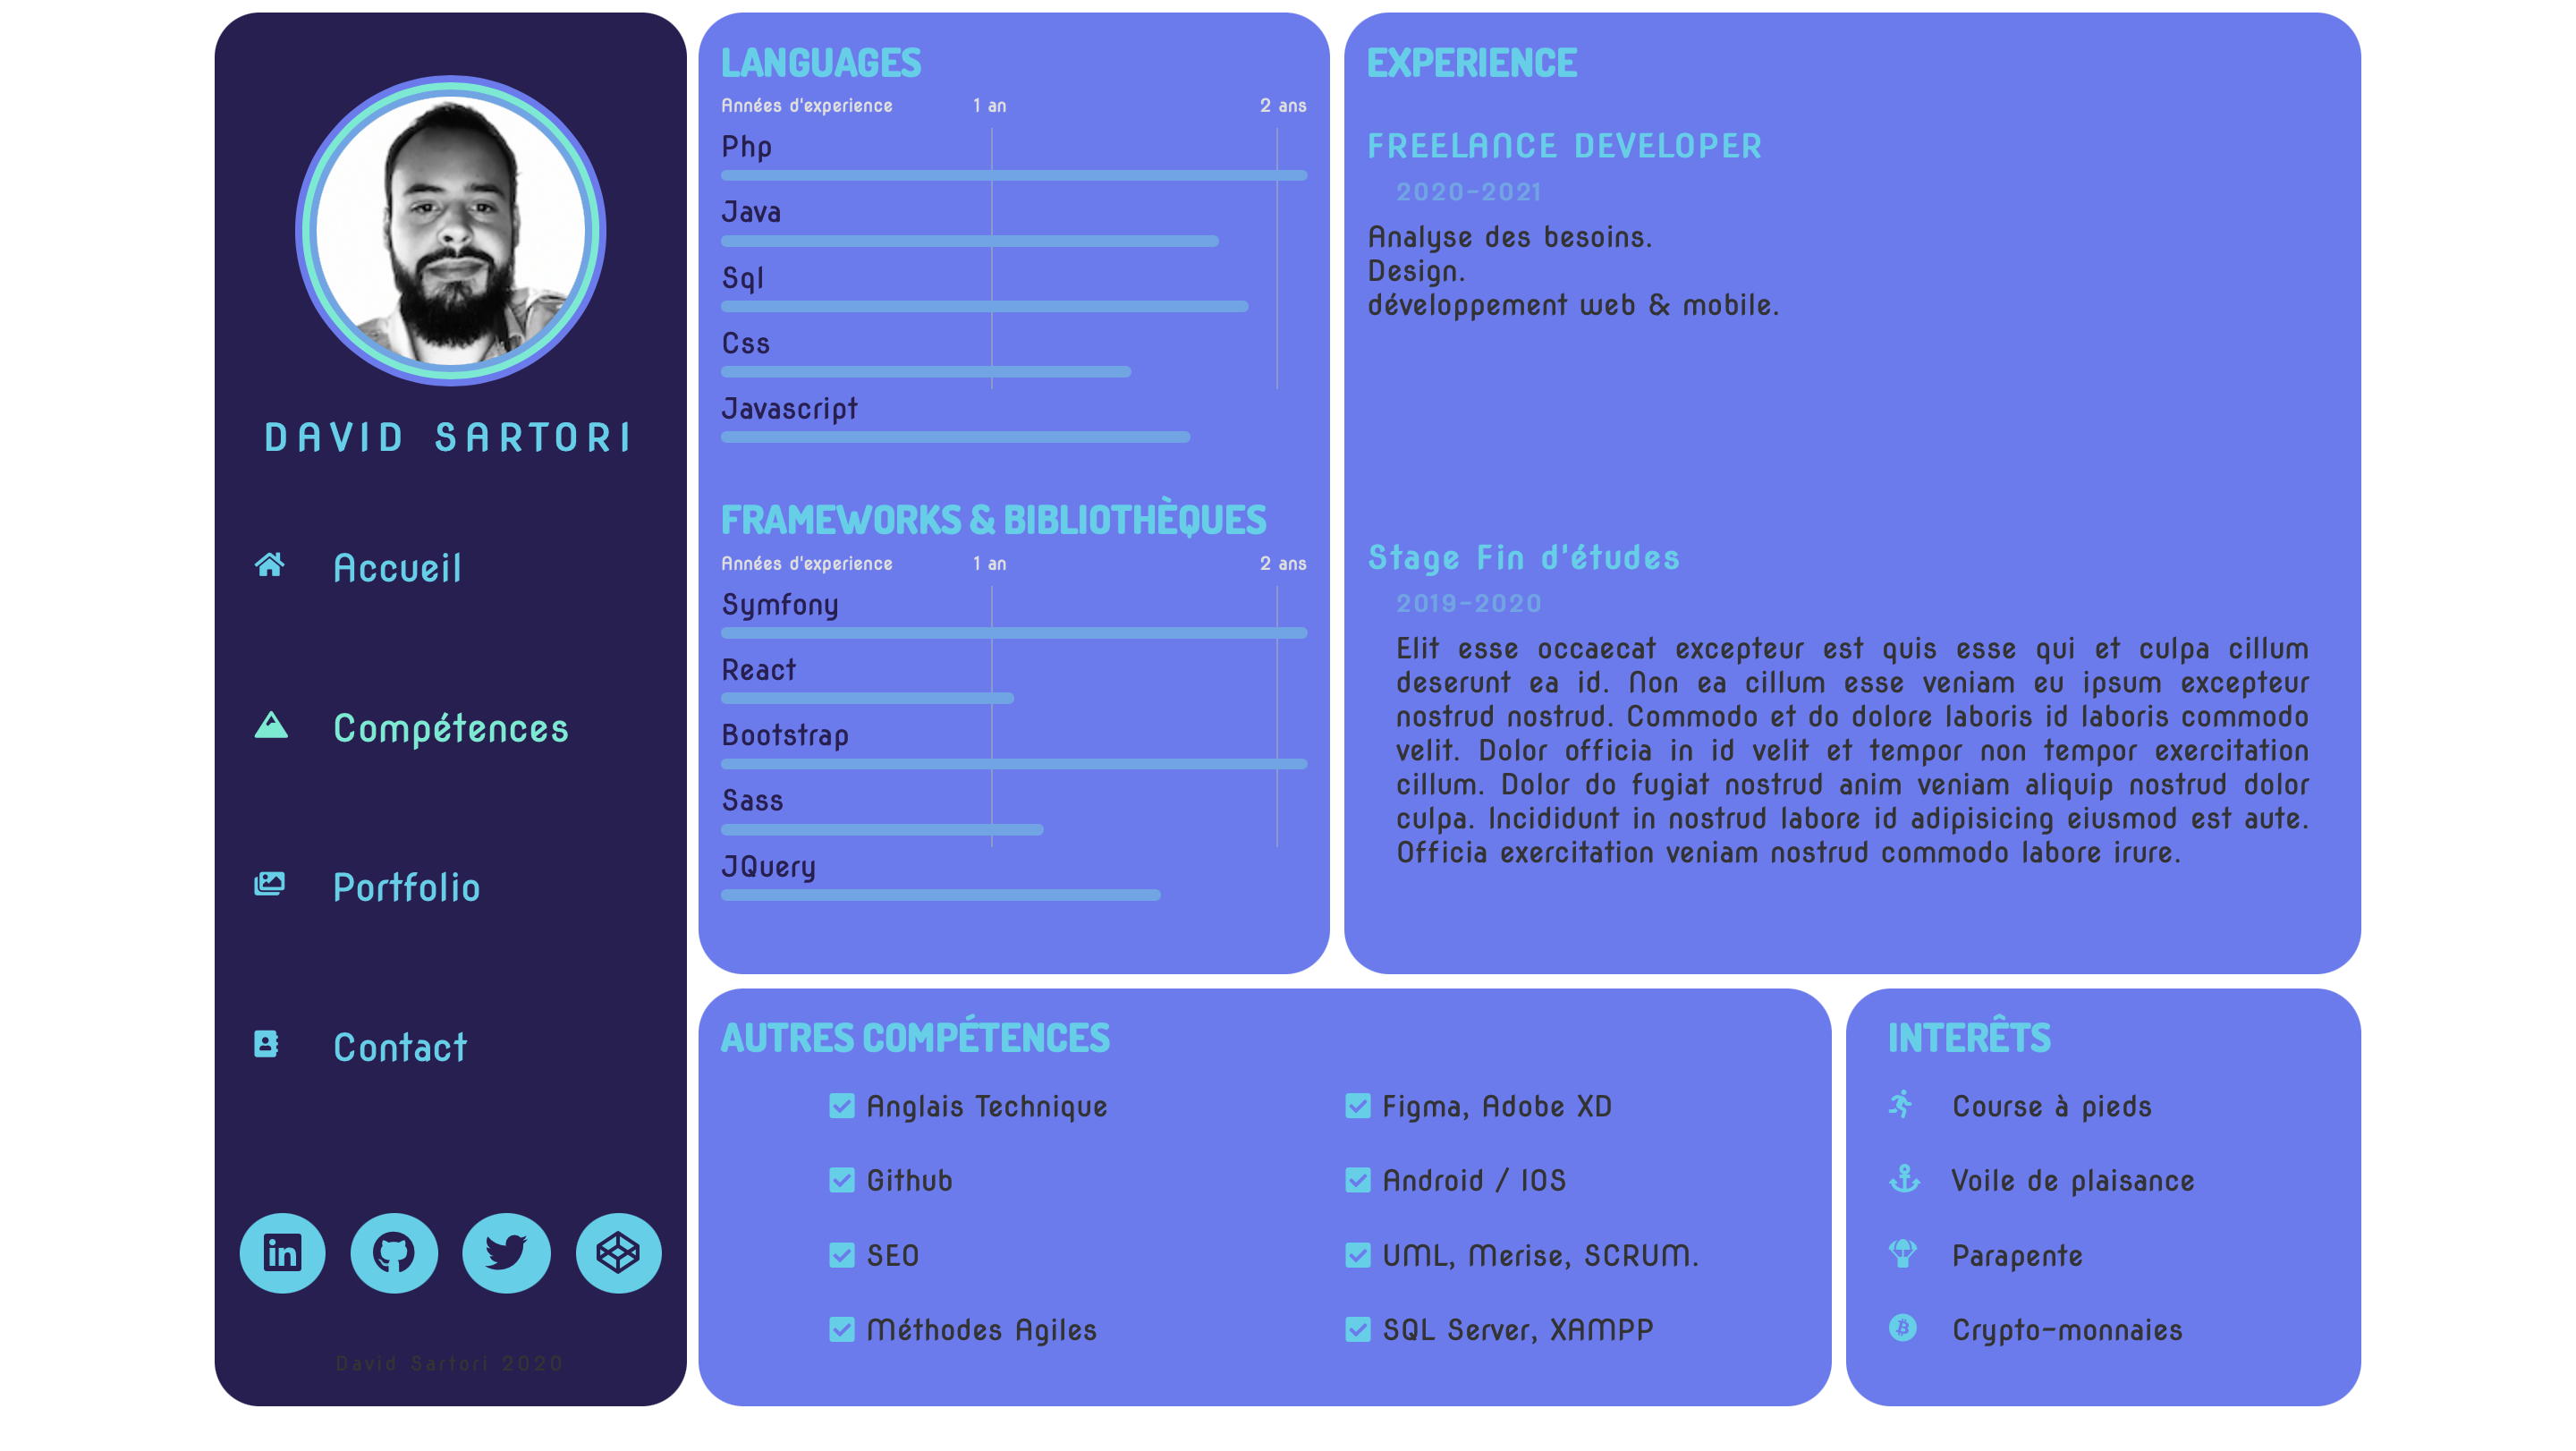 DAVID SARTORI
Accueil
Compétences
Portfolio
Contact
in
David Sartori 2020
LANGUAGES
Années d'experience 1 an 2 ans
Php
Java
Sql
Css
Javascript
FRAMEWORKS & BIBLIOTHÈQUES
Années d'experience 1 an 2 ans
Symfony
React
Bootstrap
Sass
JQuery
EXPERIENCE
FREELANCE DEVELOPER
2020-2021
Analyse des besoins.
Design.
développement web & mobile.
Stage Fin d'études
2019-2020
Elit esse occaecat excepteur est quis esse qui et culpa cillum
deserunt ea id. Non ea cillum esse veniam eu ipsum excepteur
nostrud nostrud. Commodo et do dolore laboris id laboris commodo
velit. Dolor officia in id velit et tempor non tempor exercitation
cillum. Dolor do fugiat nostrud anim veniam aliquip nostrud dolor
culpa. Incididunt in nostrud labore id adipisicing eiusmod est aute.
Officia exercitation veniam nostrud commodo labore irure.
AUTRES COMPÉTENCES
Anglais Technique
Github
SEO
Méthodes Agiles
Figma, Adobe XD
Android / IOS
UML, Merise, SCRUM.
SQL Server, XAMPP
INTERÊTS
Course à pieds
Voile de plaisance
Parapente
Crypto-monnaies